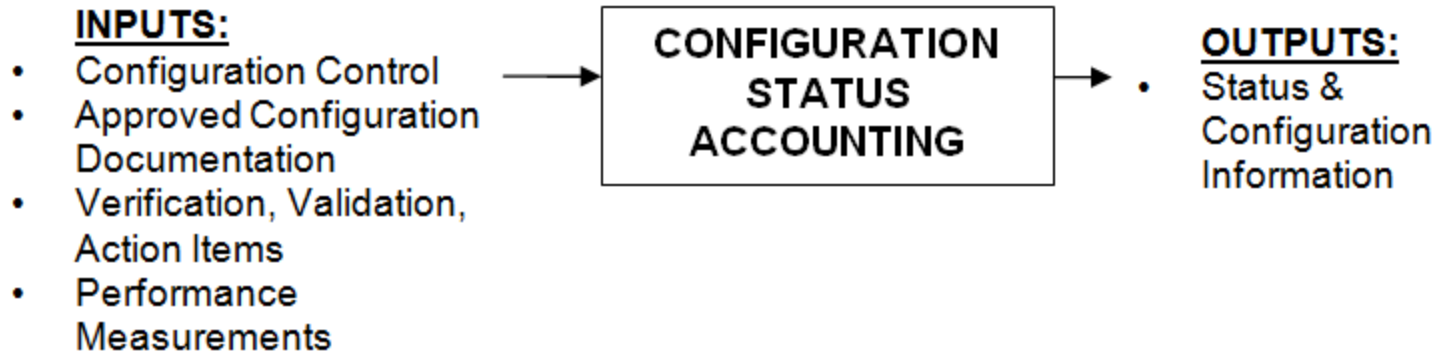 INPUTS:
• Configuration Control
• Approved Configuration
Documentation
• Verification, Validation,
Action Items
• Performance
Measurements
CONFIGURATION
STATUS
ACCOUNTING
OUTPUTS:
• Status &
Configuration
Information